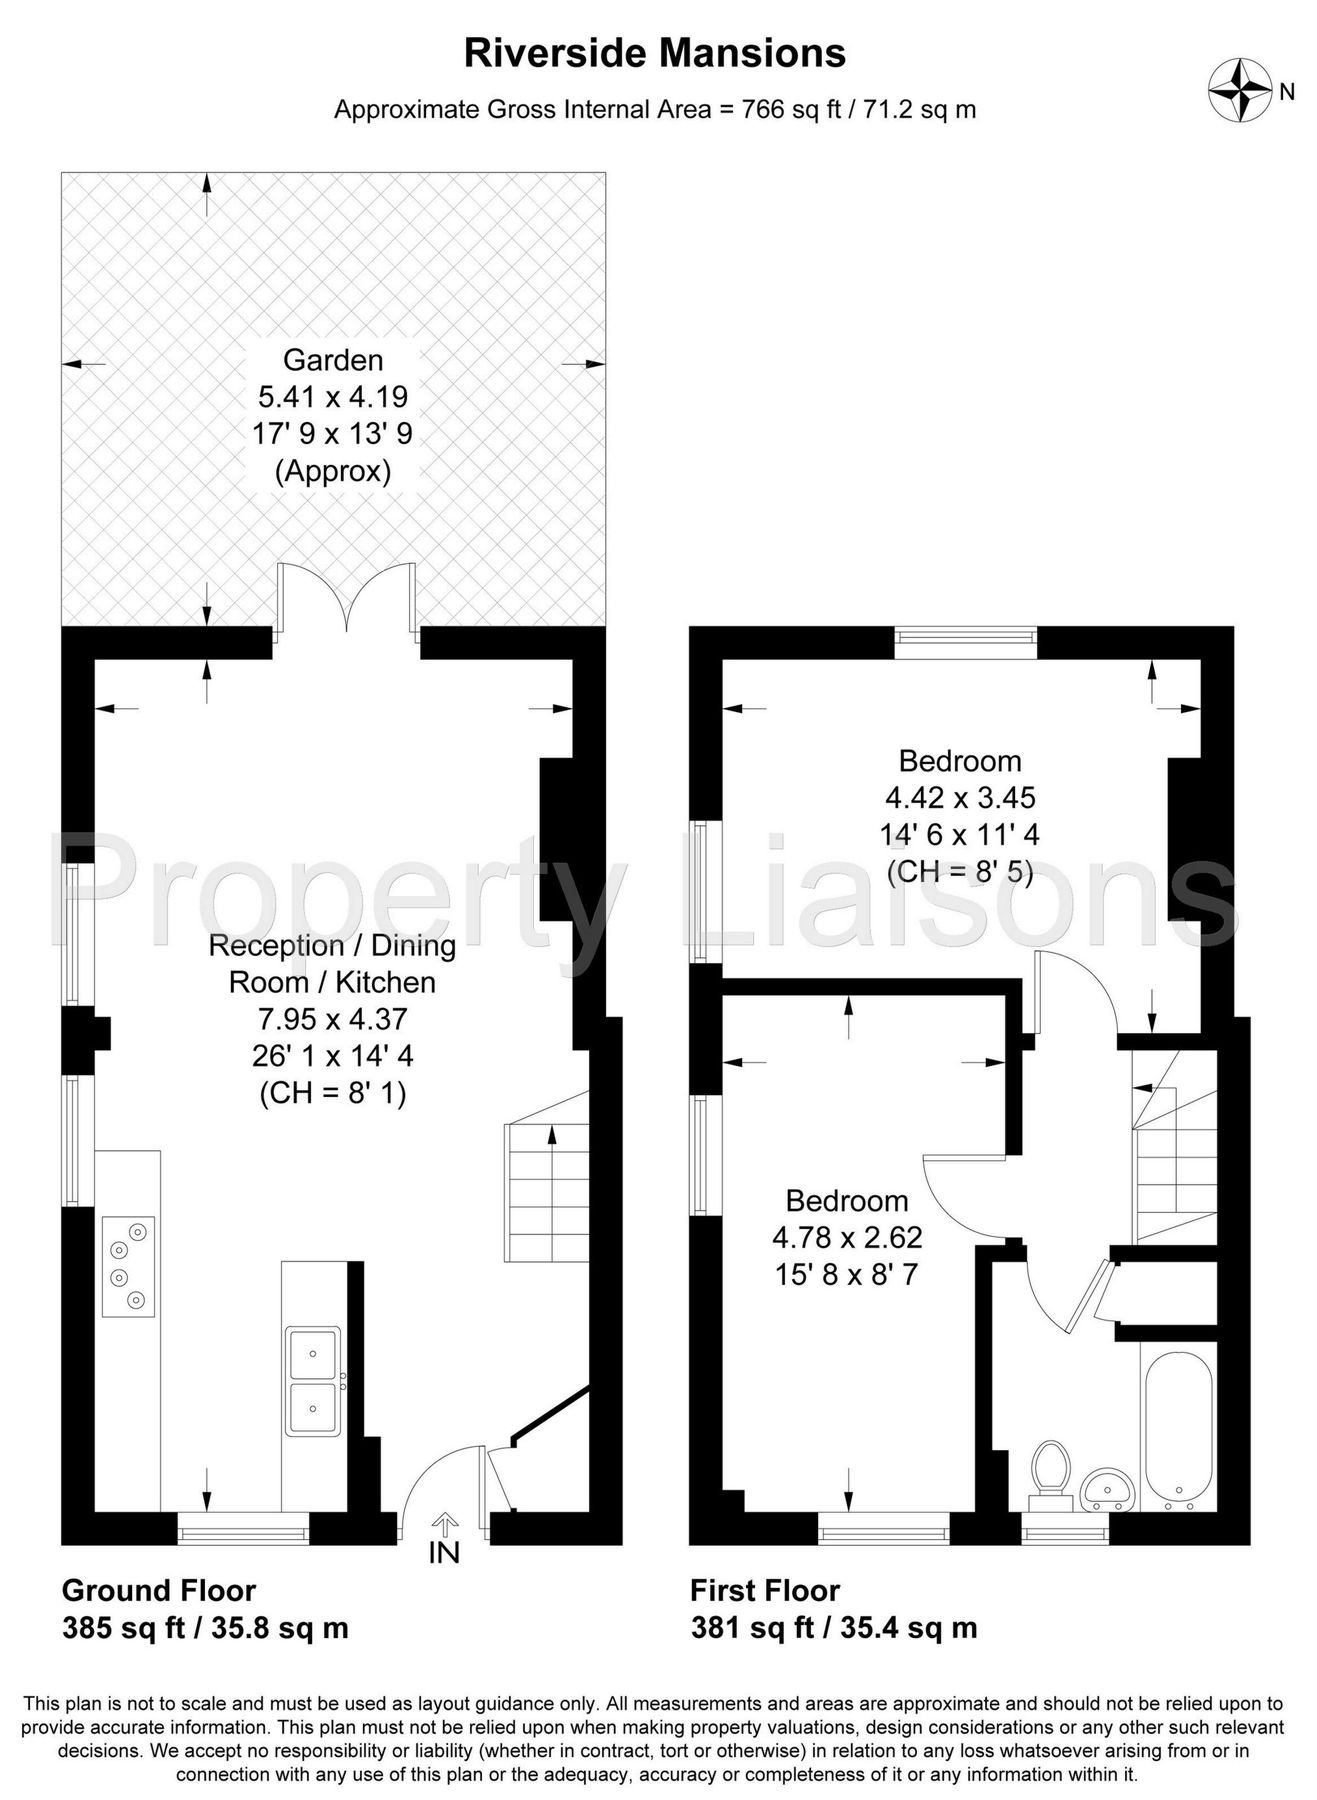 Riverside Mansions
Approximate Gross Internal Area = 766 sq ft / 71.2 sq m
N
Garden
5.41 x 4.19
17' 9 x 13' 9
(Approx)
Bedroom
4.42 x 3.45
14' 6 x 11' 4
(CH = 8' 5)
Property Liaisons
Reception / Dining
Room / Kitchen
7.95 x 4.37
26' 1 x 14' 4
(CH = 8' 1)
Bedroom
4.78 x 2.62
15' 8 x 8' 7
IN
Ground Floor
385 sq ft / 35.8 sq m
First Floor
381 sq ft / 35.4 sq m
This plan is not to scale and must be used as layout guidance only. All measurements and areas are approximate and should not be relied upon to
provide accurate information. This plan must not be relied upon when making property valuations, design considerations or any other such relevant
decisions. We accept no responsibility or liability (whether in contract, tort or otherwise) in relation to any loss whatsoever arising from or in
connection with any use of this plan or the adequacy, accuracy or completeness of it or any information within it.